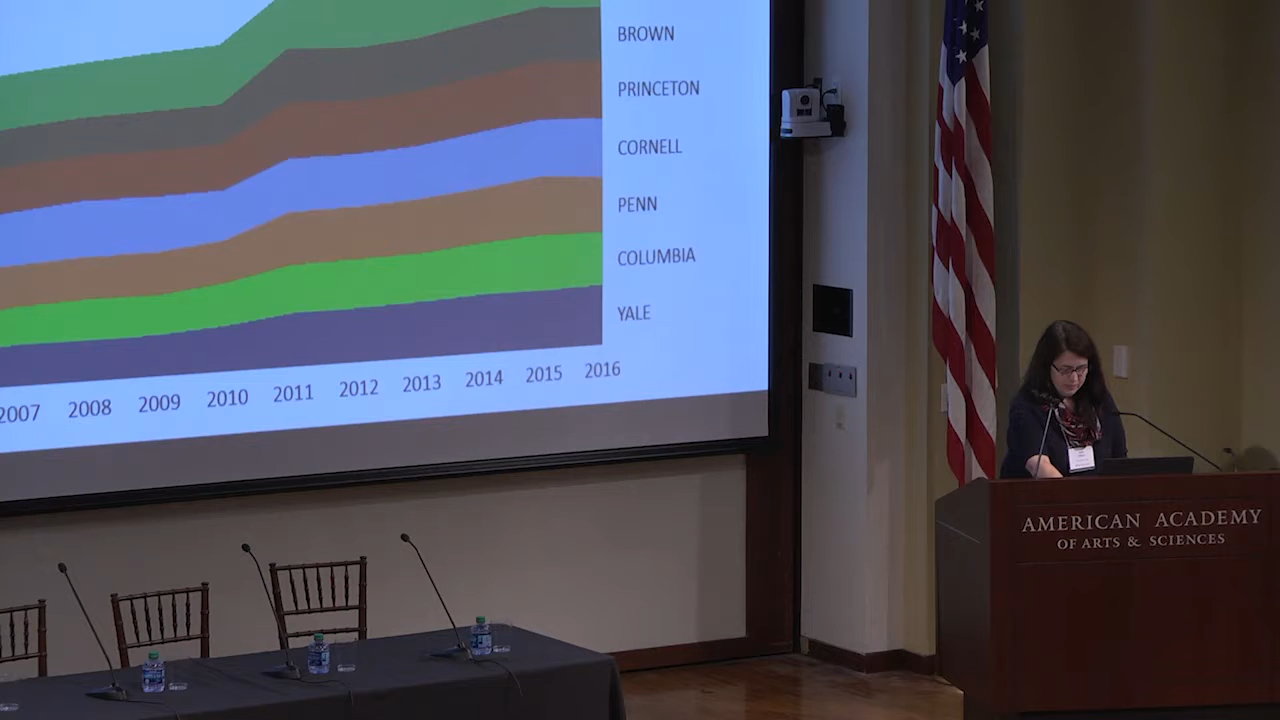 BROWN
PRINCETON
CORNELL
PENN
COLUMBIA
YALE
2007 2008 2009 2010 2011 2012 2013 2014 2015 2016
AMERICAN ACADEMY
OF ARTS & SCIENCES